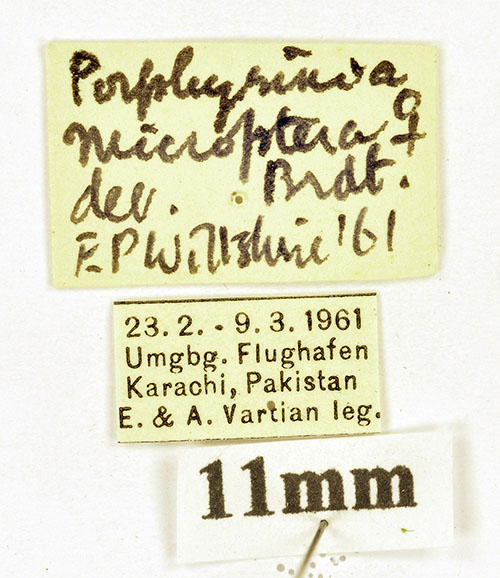 Porphyrinia
microptera ♀
det. Brdt.
E P Wiltshire '61
23.2. - 9.3.1961
Umgbg. Flughafen
Karachi, Pakistan
E. & A. Vartian leg.
11mm